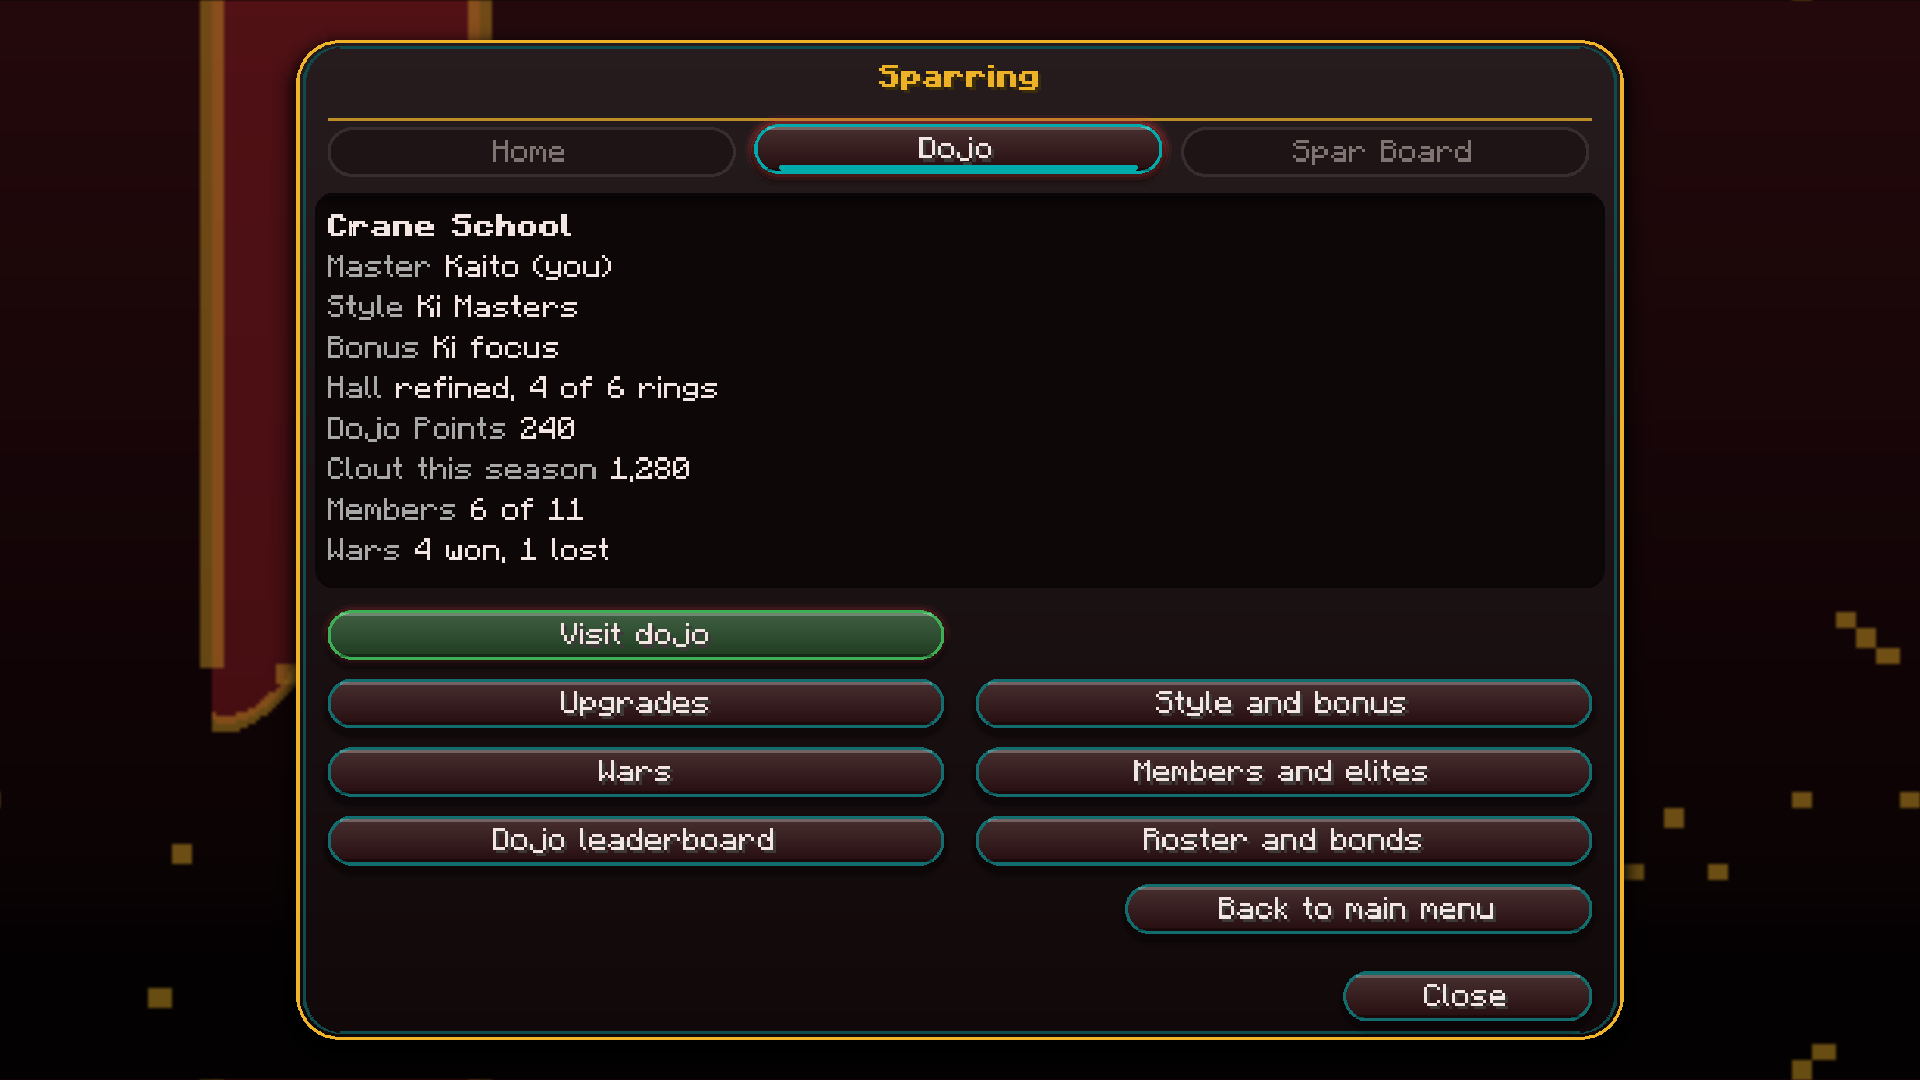 Sparring
Home
Dojo
Spar Board
Crane School
Master Kaito (you)
Style Ki Masters
Bonus Ki focus
Hall refined, 4 of 6 rings
Dojo Points 240
Clout this season 1,280
Members 6 of 11
Wars 4 won, 1 lost
Visit dojo
Upgrades
Style and bonus
Wars
Members and elites
Dojo leaderboard
Roster and bonds
Back to main menu
Close